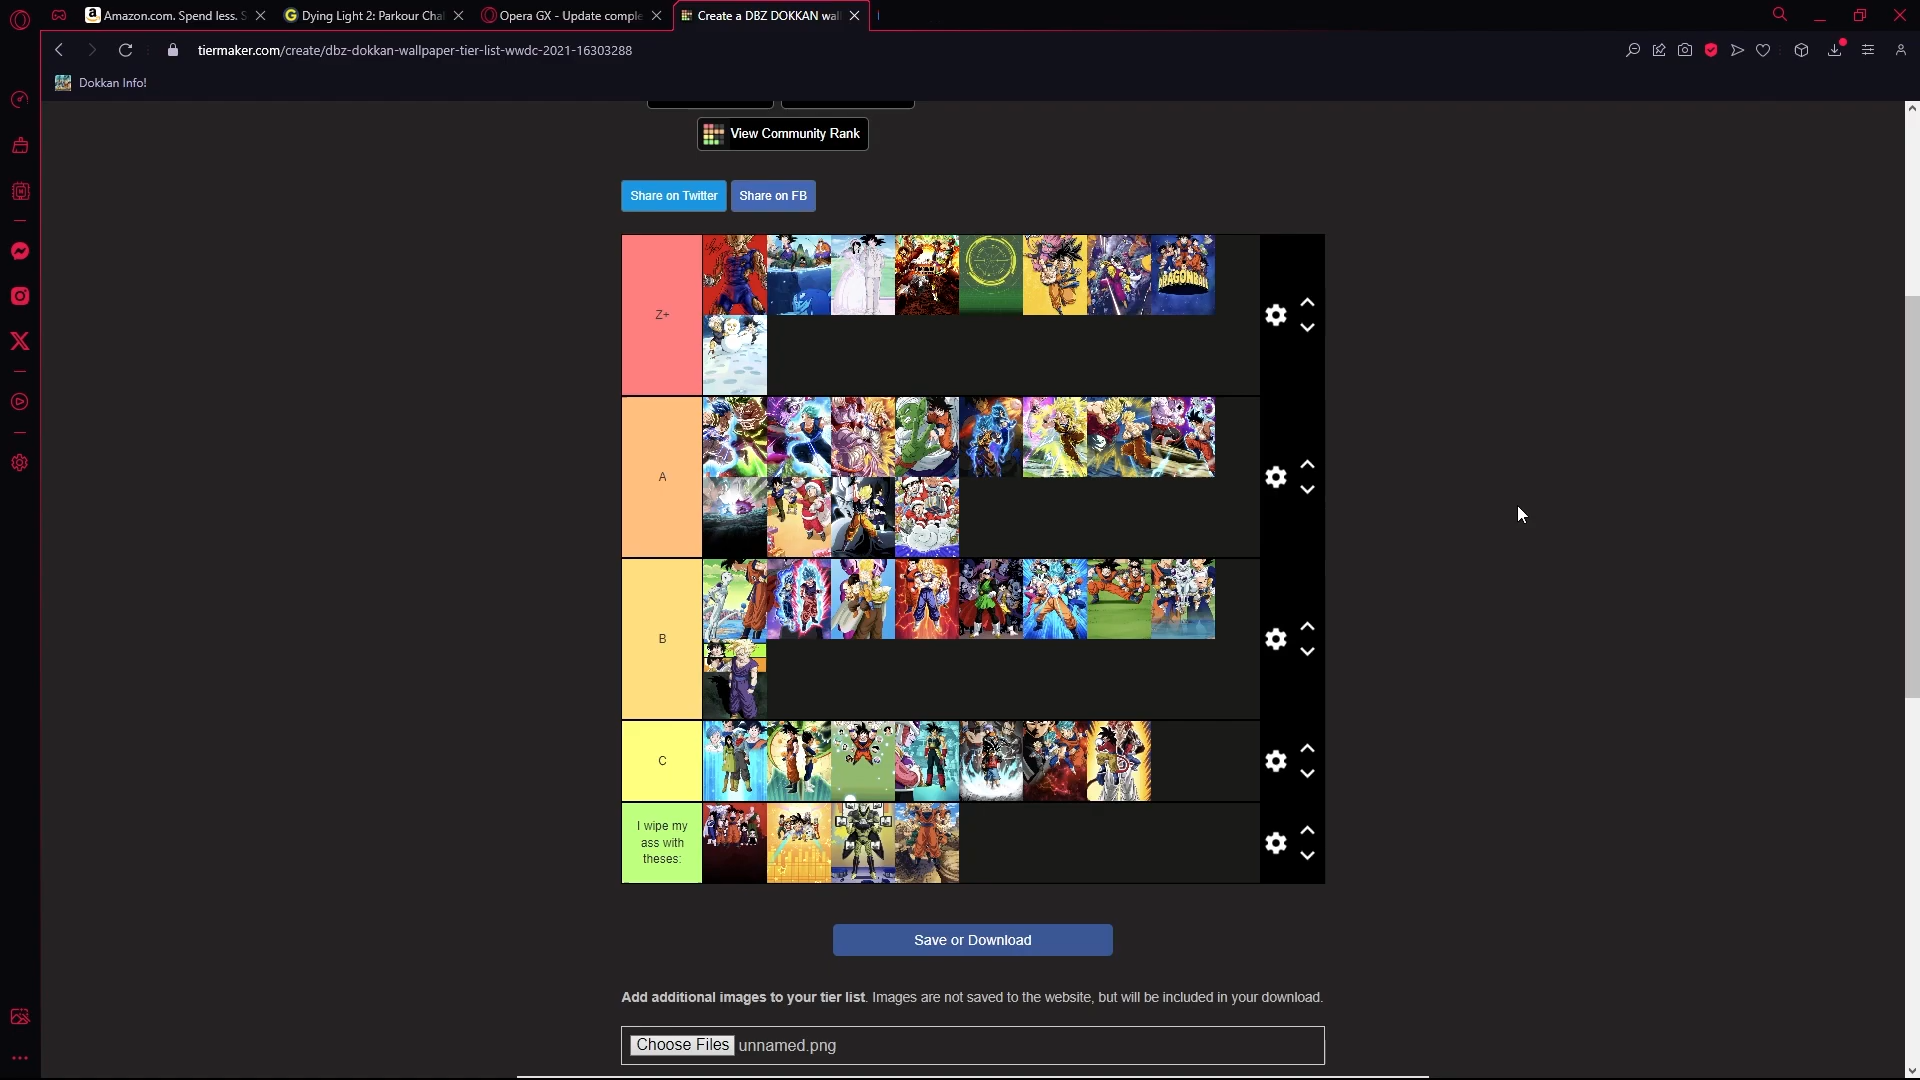 Amazon.com. Spend less. S
Dying Light 2: Parkour Chal
Opera GX - Update comple
Create a DBZ DOKKAN wal
tiermaker.com/create/dbz-dokkan-wallpaper-tier-list-wwdc-2021-16303288
Dokkan Info!
View Community Rank
Share on Twitter
Share on FB
Z+
DRAGONBALL
A
B
C
I wipe my
ass with
theses:
Save or Download
Add additional images to your tier list. Images are not saved to the website, but will be included in your download.
Choose Files unnamed.png